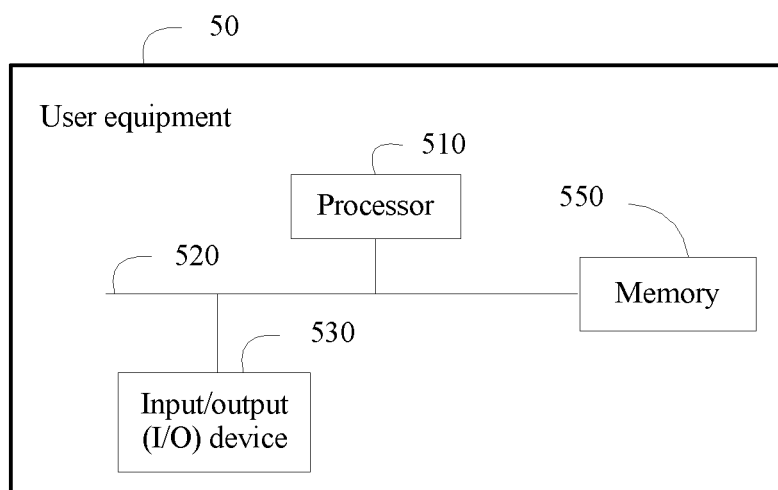 50
User equipment
510
Processor
550
Memory
520
530
Input/output
(I/O) device